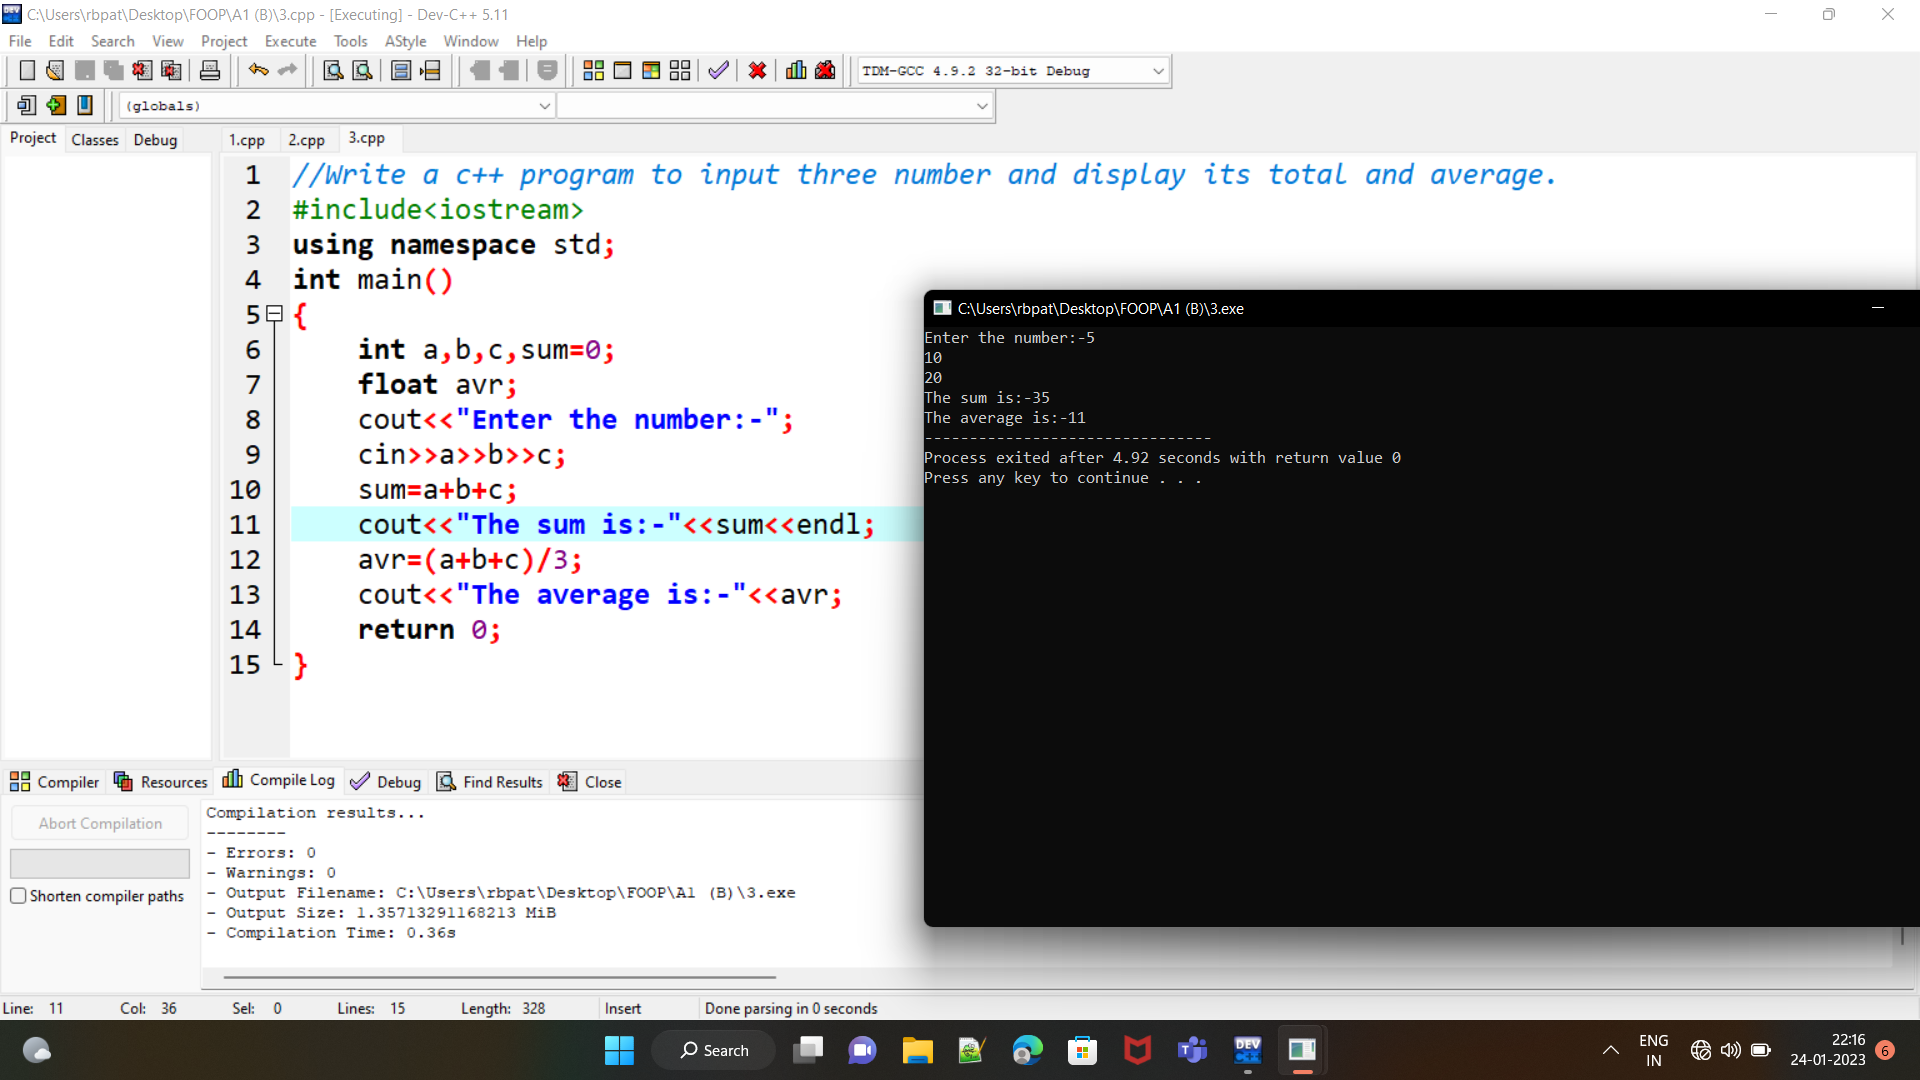 C:\Users\rbpat\Desktop\FOOP\A1 (B)\3.cpp - [Executing] - Dev-C++ 5.11
File Edit Search View Project Execute Tools AStyle Window Help
TDM-GCC 4.9.2 32-bit Debug
(globals)
Project Classes Debug 1.cpp 2.cpp 3.cpp
1 //Write a c++ program to input three number and display its total and average.
2 #include<iostream>
3 using namespace std;
4 int main()
5 {
6 int a,b,c,sum=0;
7 float avr;
8 cout<<"Enter the number:-";
9 cin>>a>>b>>c;
10 sum=a+b+c;
11 cout<<"The sum is:-"<<sum<<endl;
12 avr=(a+b+c)/3;
13 cout<<"The average is:-"<<avr;
14 return 0;
15 }
C:\Users\rbpat\Desktop\FOOP\A1 (B)\3.exe
Enter the number:-5
10
20
The sum is:-35
The average is:-11
--------------------------------
Process exited after 4.92 seconds with return value 0
Press any key to continue . . .
Compiler Resources Compile Log Debug Find Results Close
Abort Compilation
Shorten compiler paths
Compilation results...
--------
- Errors: 0
- Warnings: 0
- Output Filename: C:\Users\rbpat\Desktop\FOOP\A1 (B)\3.exe
- Output Size: 1.35713291168213 MiB
- Compilation Time: 0.36s
Line: 11 Col: 36 Sel: 0 Lines: 15 Length: 328 Insert Done parsing in 0 seconds
Search
DEV C++
ENG
IN
22:16
24-01-2023
6